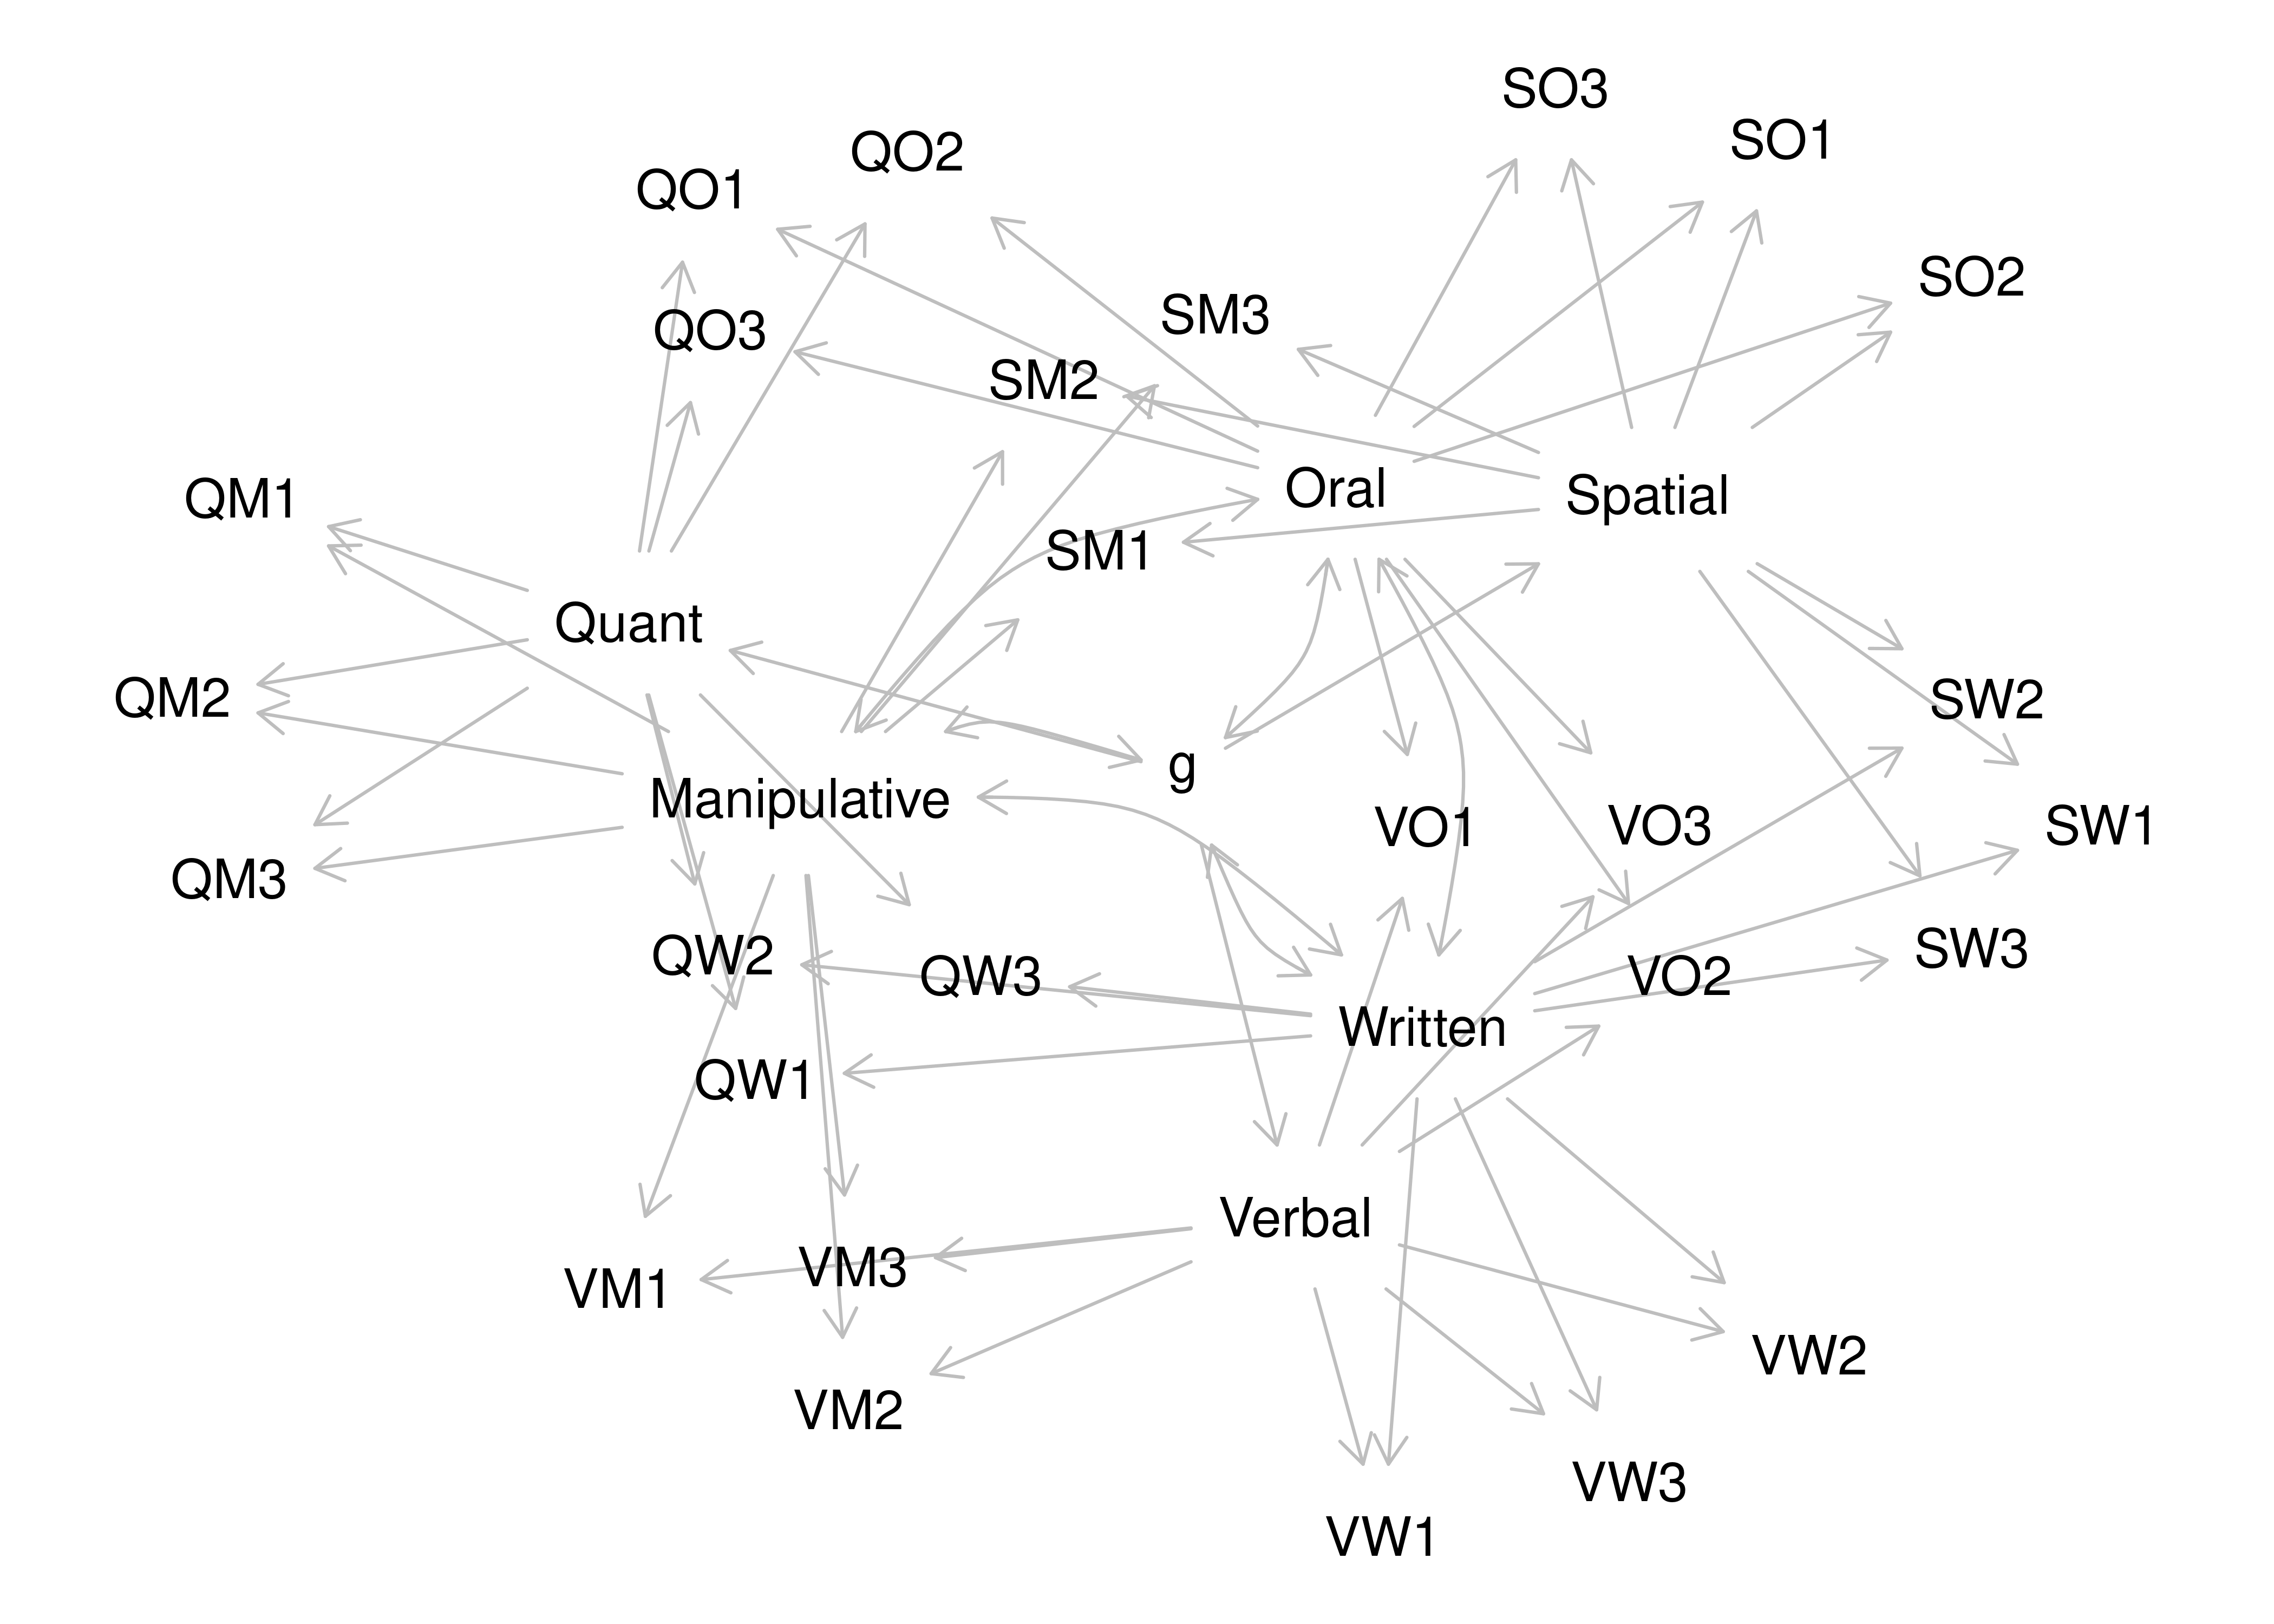 SO3
SO1
QO2
QO1
SO2
SM3
QO3
SM2
Oral
Spatial
QM1
SM1
Quant
QM2
SW2
g
Manipulative
VO1
VO3
SW1
QM3
QW2
QW3
VO2
SW3
Written
QW1
Verbal
VM3
VM1
VW2
VM2
VW3
VW1